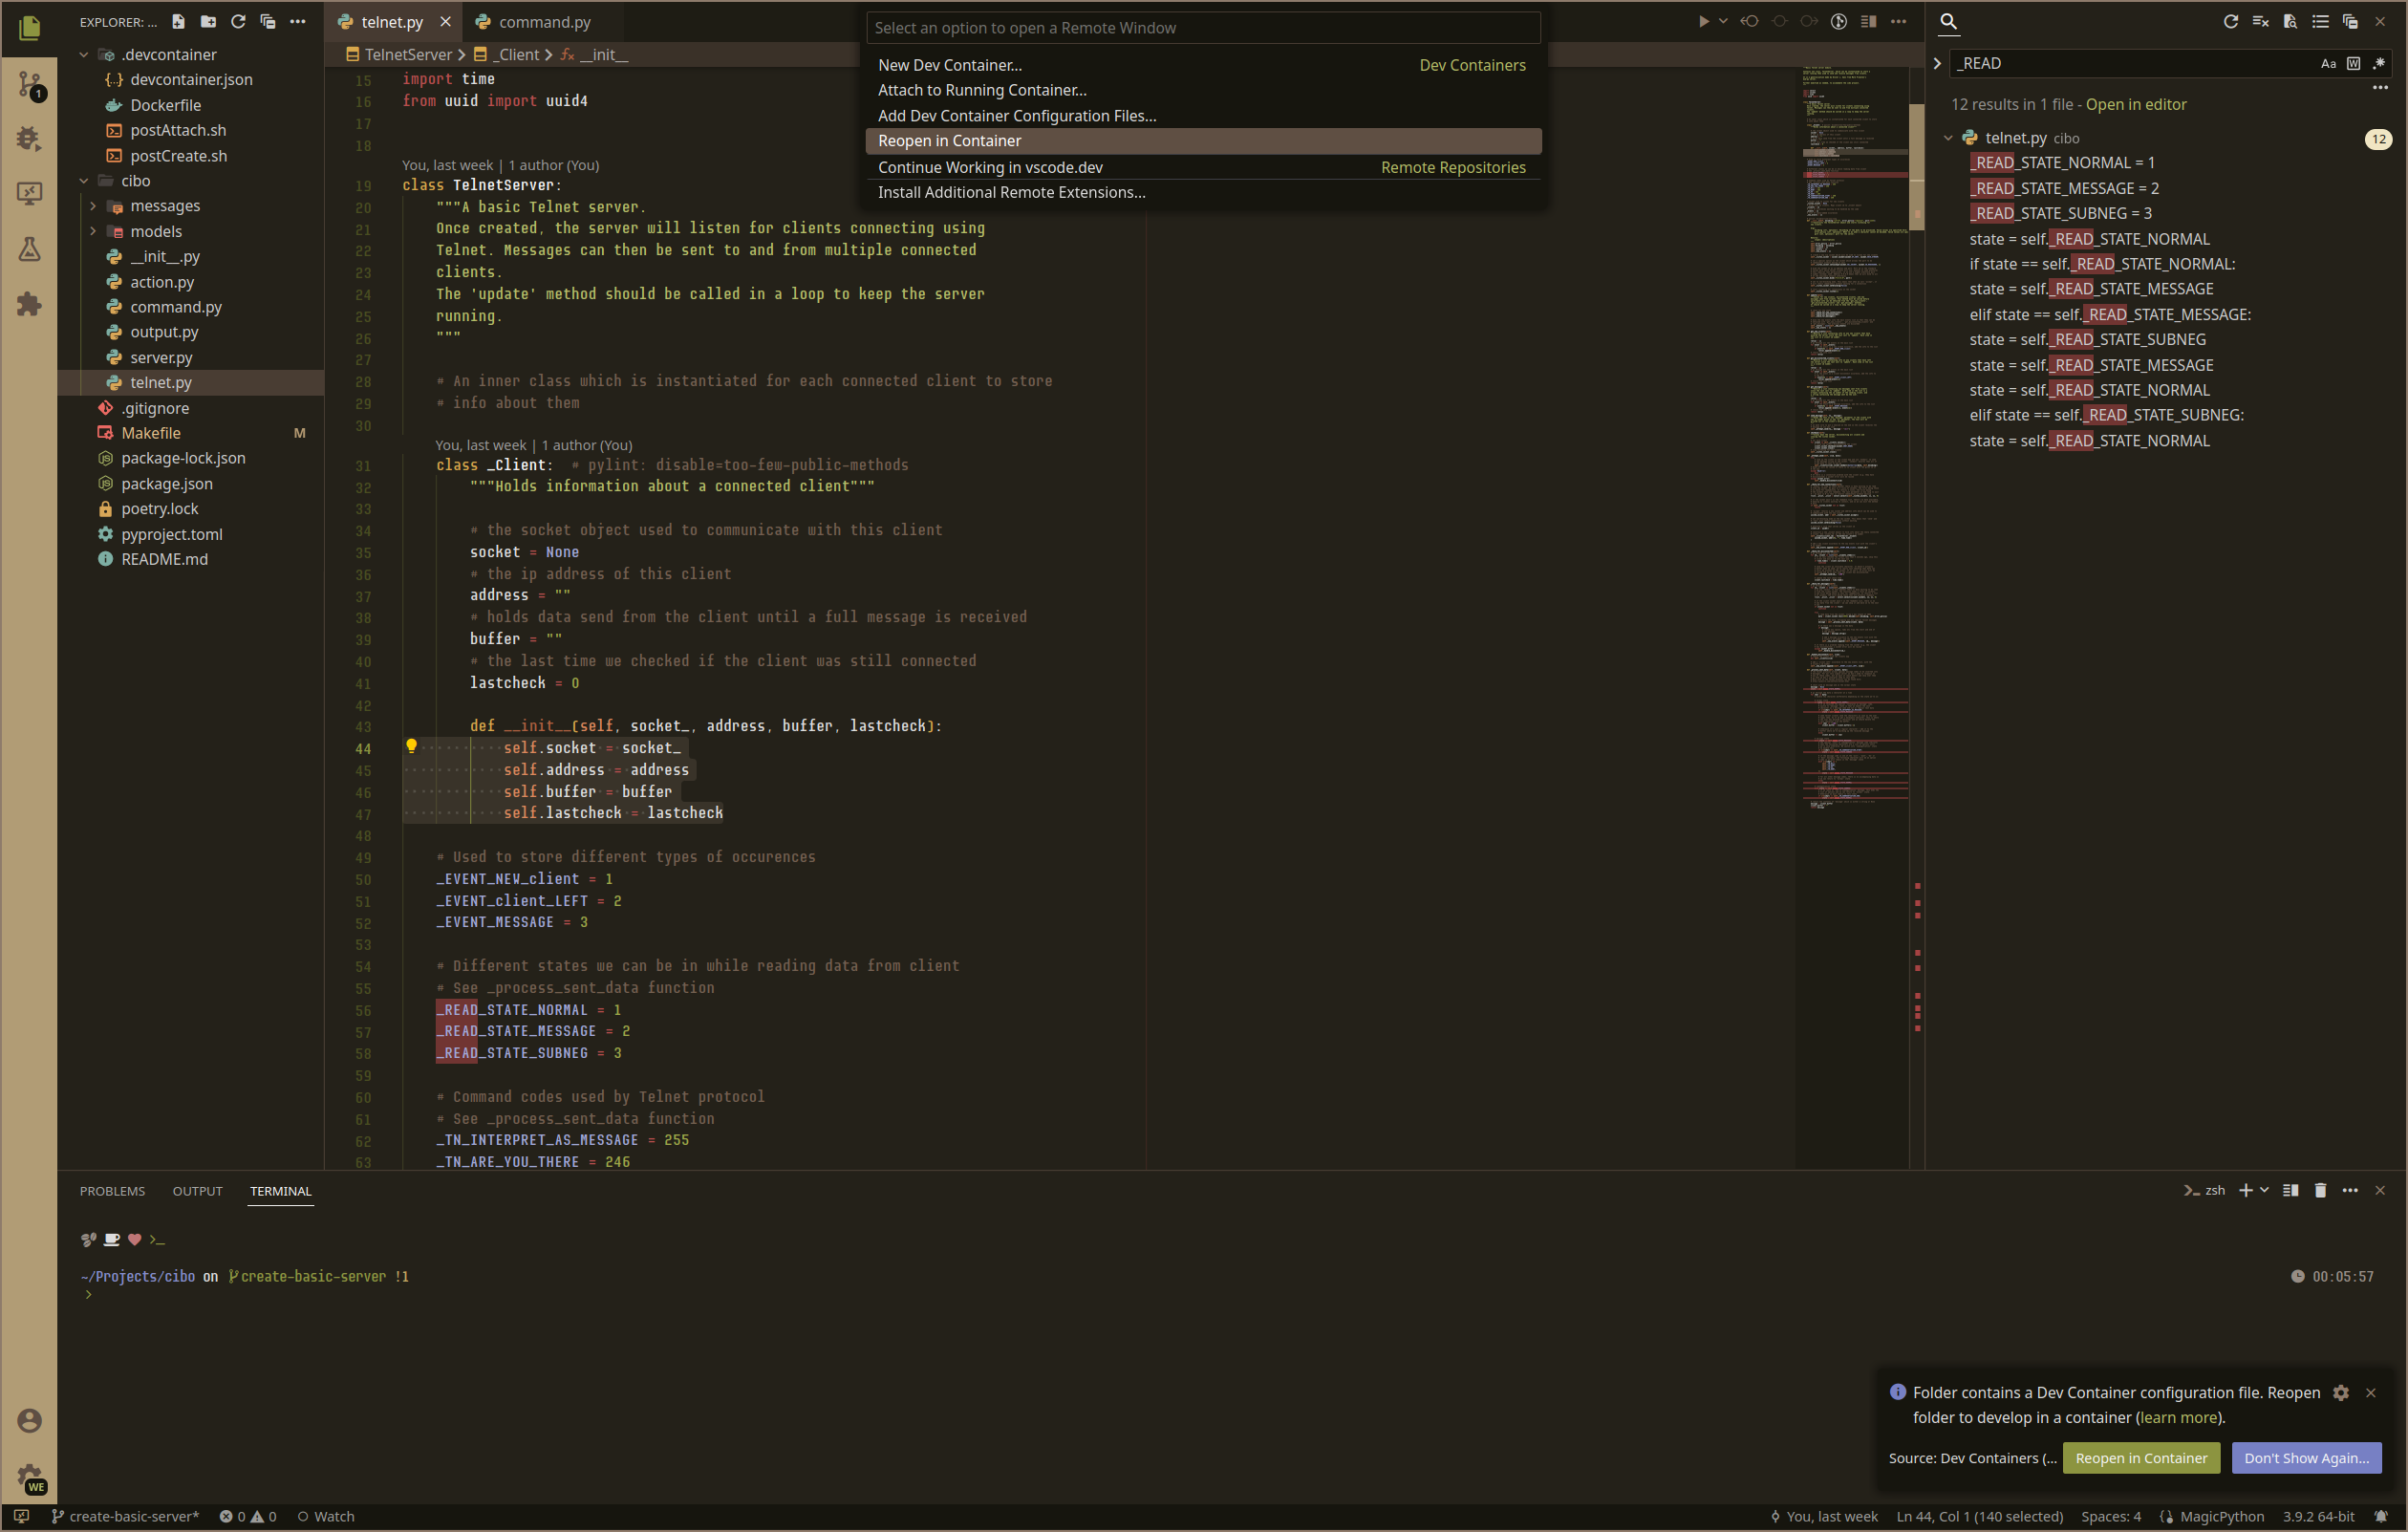 EXPLORER: ...
telnet.py
command.py
Select an option to open a Remote Window
New Dev Container...
Dev Containers
Attach to Running Container...
Add Dev Container Configuration Files...
Reopen in Container
Continue Working in vscode.dev
Remote Repositories
Install Additional Remote Extensions...
.devcontainer
devcontainer.json
Dockerfile
postAttach.sh
postCreate.sh
cibo
messages
models
__init__.py
action.py
command.py
output.py
server.py
telnet.py
.gitignore
Makefile M
package-lock.json
package.json
poetry.lock
pyproject.toml
README.md
1
WE
TelnetServer > _Client > __init__
15 import time
16 from uuid import uuid4
17
18
You, last week | 1 author (You)
19 class TelnetServer:
20 """A basic Telnet server.
21 Once created, the server will listen for clients connecting using
22 Telnet. Messages can then be sent to and from multiple connected
23 clients.
24 The 'update' method should be called in a loop to keep the server
25 running.
26 """
27
28 # An inner class which is instantiated for each connected client to store
29 # info about them
30
You, last week | 1 author (You)
31 class _Client:  # pylint: disable=too-few-public-methods
32 """Holds information about a connected client"""
33
34 # the socket object used to communicate with this client
35 socket = None
36 # the ip address of this client
37 address = ""
38 # holds data send from the client until a full message is received
39 buffer = ""
40 # the last time we checked if the client was still connected
41 lastcheck = 0
42
43 def __init__(self, socket_, address, buffer, lastcheck):
44 self.socket = socket_
45 self.address = address
46 self.buffer = buffer
47 self.lastcheck = lastcheck
48
49 # Used to store different types of occurences
50 _EVENT_NEW_client = 1
51 _EVENT_client_LEFT = 2
52 _EVENT_MESSAGE = 3
53
54 # Different states we can be in while reading data from client
55 # See _process_sent_data function
56 _READ_STATE_NORMAL = 1
57 _READ_STATE_MESSAGE = 2
58 _READ_STATE_SUBNEG = 3
59
60 # Command codes used by Telnet protocol
61 # See _process_sent_data function
62 _TN_INTERPRET_AS_MESSAGE = 255
63 _TN_ARE_YOU_THERE = 246
_READ
Aa
12 results in 1 file - Open in editor
telnet.py cibo 12
_READ_STATE_NORMAL = 1
_READ_STATE_MESSAGE = 2
_READ_STATE_SUBNEG = 3
state = self._READ_STATE_NORMAL
if state == self._READ_STATE_NORMAL:
state = self._READ_STATE_MESSAGE
elif state == self._READ_STATE_MESSAGE:
state = self._READ_STATE_SUBNEG
state = self._READ_STATE_MESSAGE
state = self._READ_STATE_NORMAL
elif state == self._READ_STATE_SUBNEG:
state = self._READ_STATE_NORMAL
PROBLEMS OUTPUT TERMINAL
zsh
~/Projects/cibo on create-basic-server !1
00:05:57
>
Folder contains a Dev Container configuration file. Reopen
folder to develop in a container (learn more).
Source: Dev Containers (...
Reopen in Container
Don't Show Again...
create-basic-server* 0 0 Watch
You, last week Ln 44, Col 1 (140 selected) Spaces: 4 MagicPython 3.9.2 64-bit